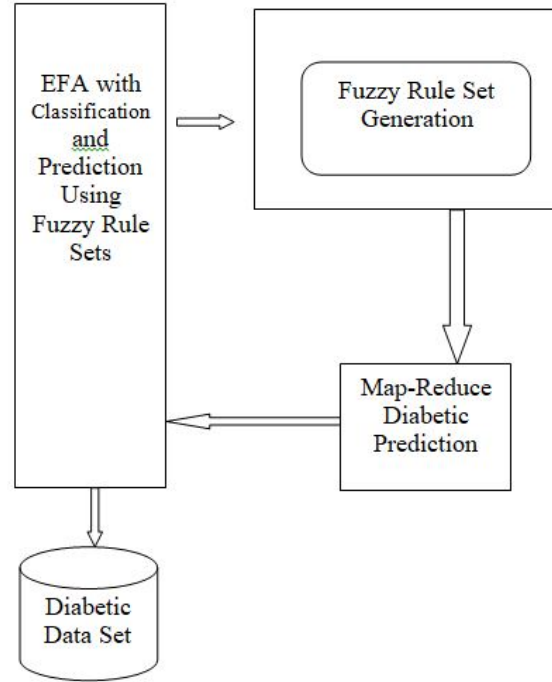 EFA with
Classification
and
Prediction
Using
Fuzzy Rule
Sets
Fuzzy Rule Set
Generation
Map-Reduce
Diabetic
Prediction
Diabetic
Data Set